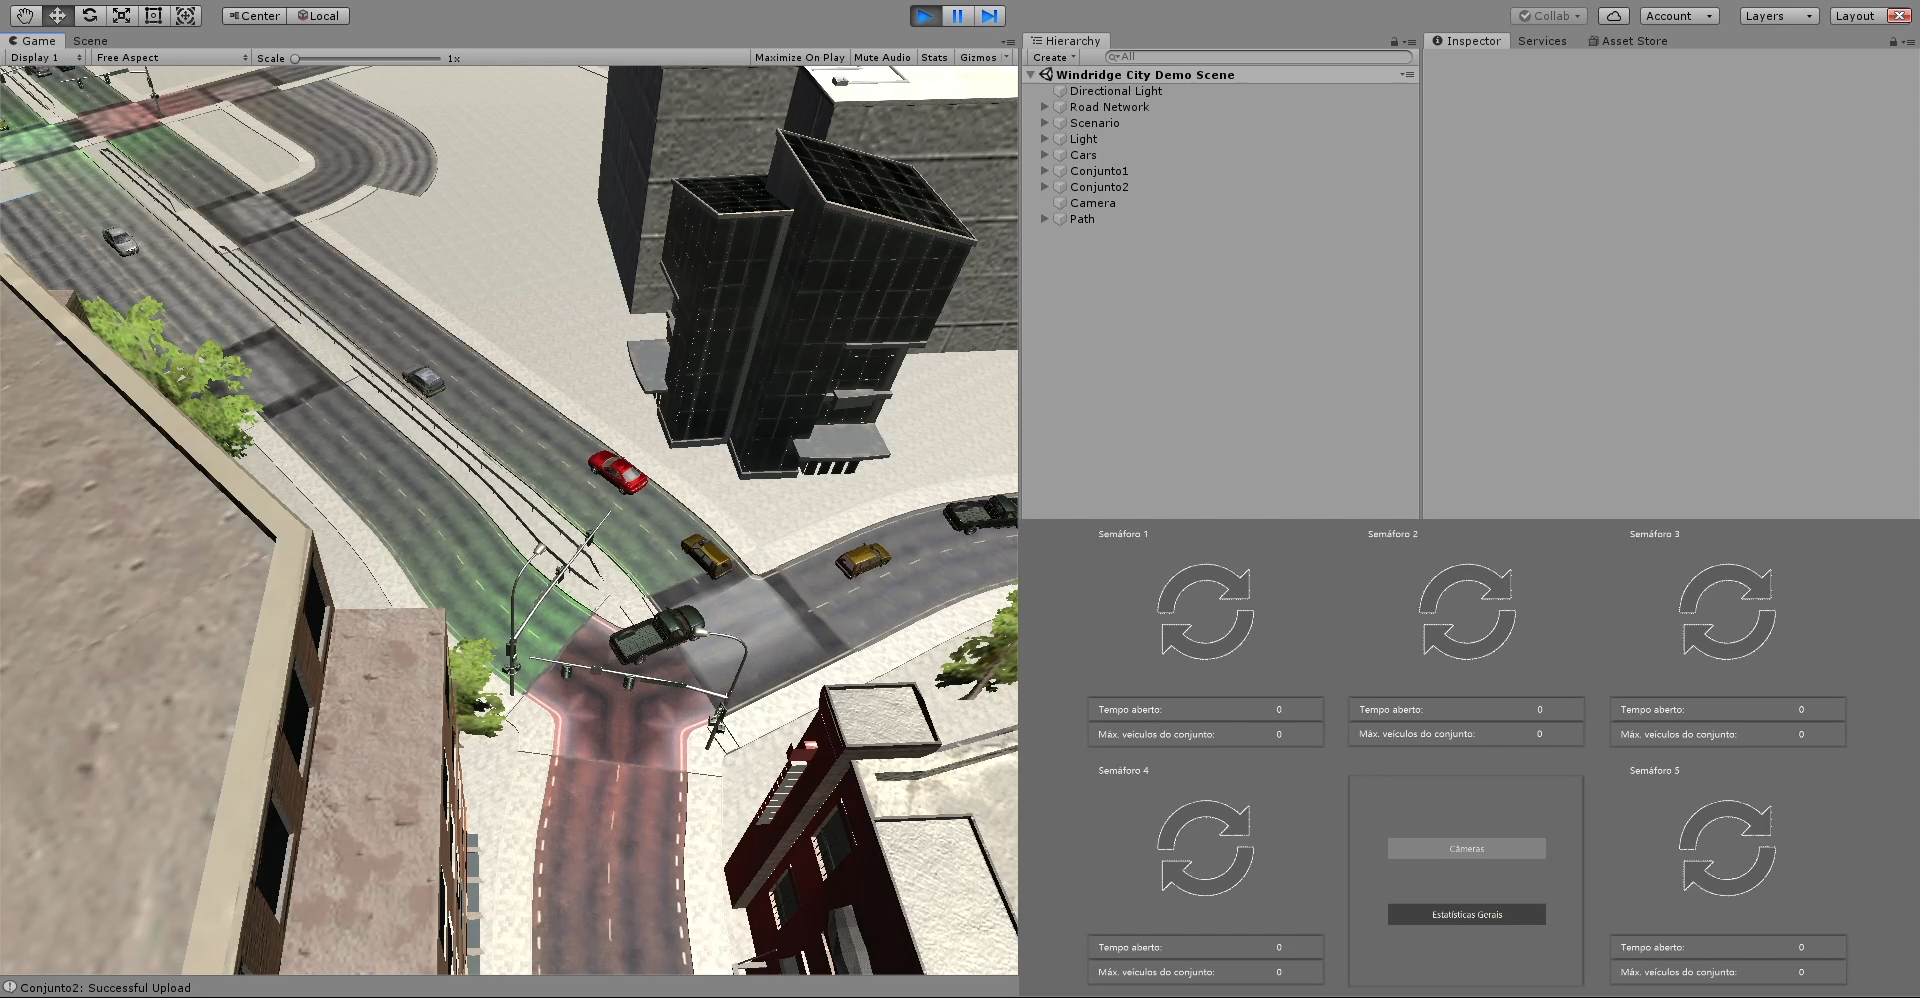 Center Local Collab Account Layers Layout
Game Scene Hierarchy Inspector Services Asset Store
Display 1 Free Aspect Scale 1x Maximize On Play Mute Audio Stats Gizmos Create All
Windridge City Demo Scene
Directional Light
Road Network
Scenario
Light
Cars
Conjunto1
Conjunto2
Camera
Path
Semáforo 1 Semáforo 2 Semáforo 3
Tempo aberto: 0 Tempo aberto: 0 Tempo aberto: 0
Máx. veículos do conjunto: 0 Máx. veículos do conjunto: 0 Máx. veículos do conjunto: 0
Semáforo 4 Semáforo 5
Câmeras
Estatísticas Gerais
Tempo aberto: 0 Tempo aberto: 0
Máx. veículos do conjunto: 0 Máx. veículos do conjunto: 0
Conjunto2: Successful Upload